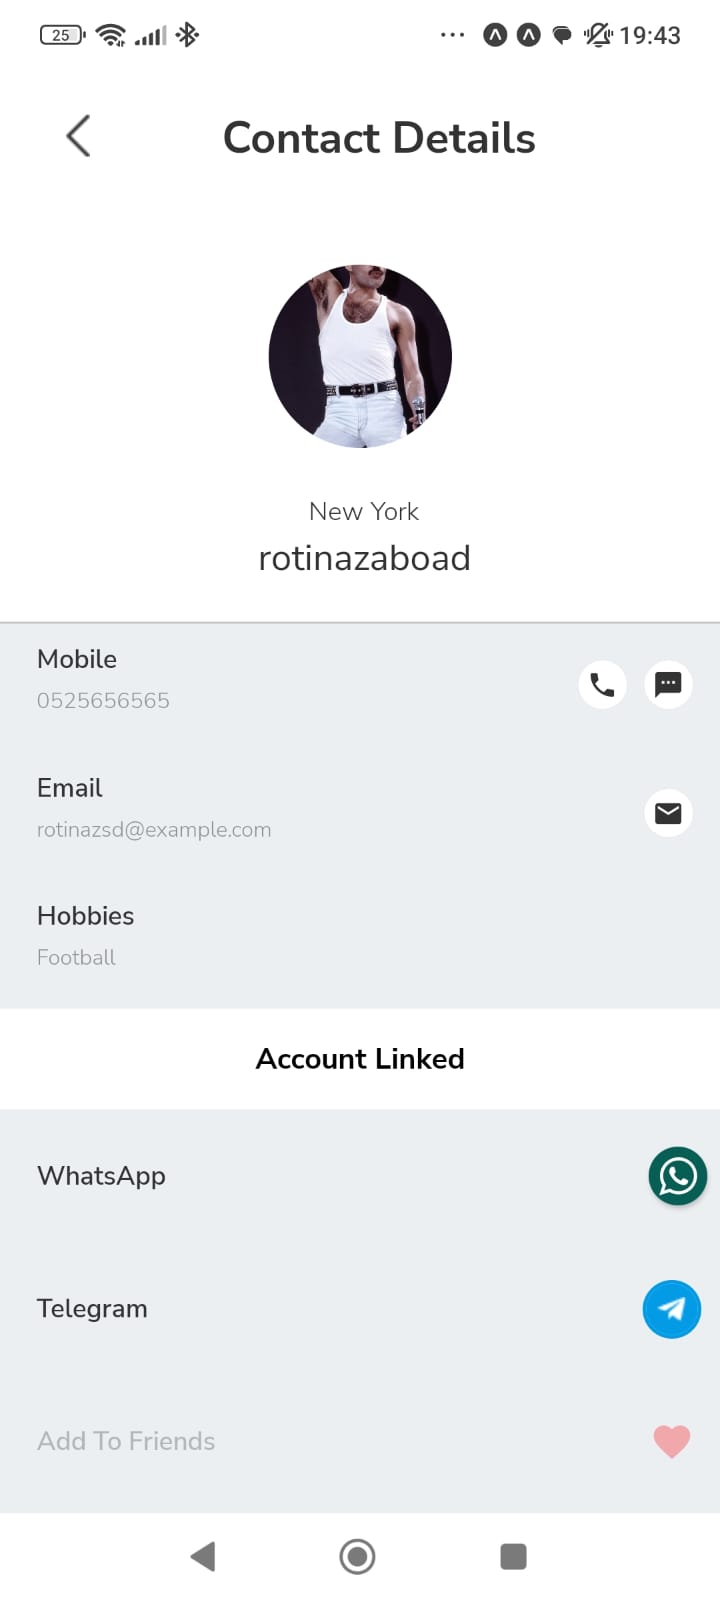 25
19:43
Contact Details
New York
rotinazaboad
Mobile
0525656565
Email
rotinazsd@example.com
Hobbies
Football
Account Linked
WhatsApp
Telegram
Add To Friends